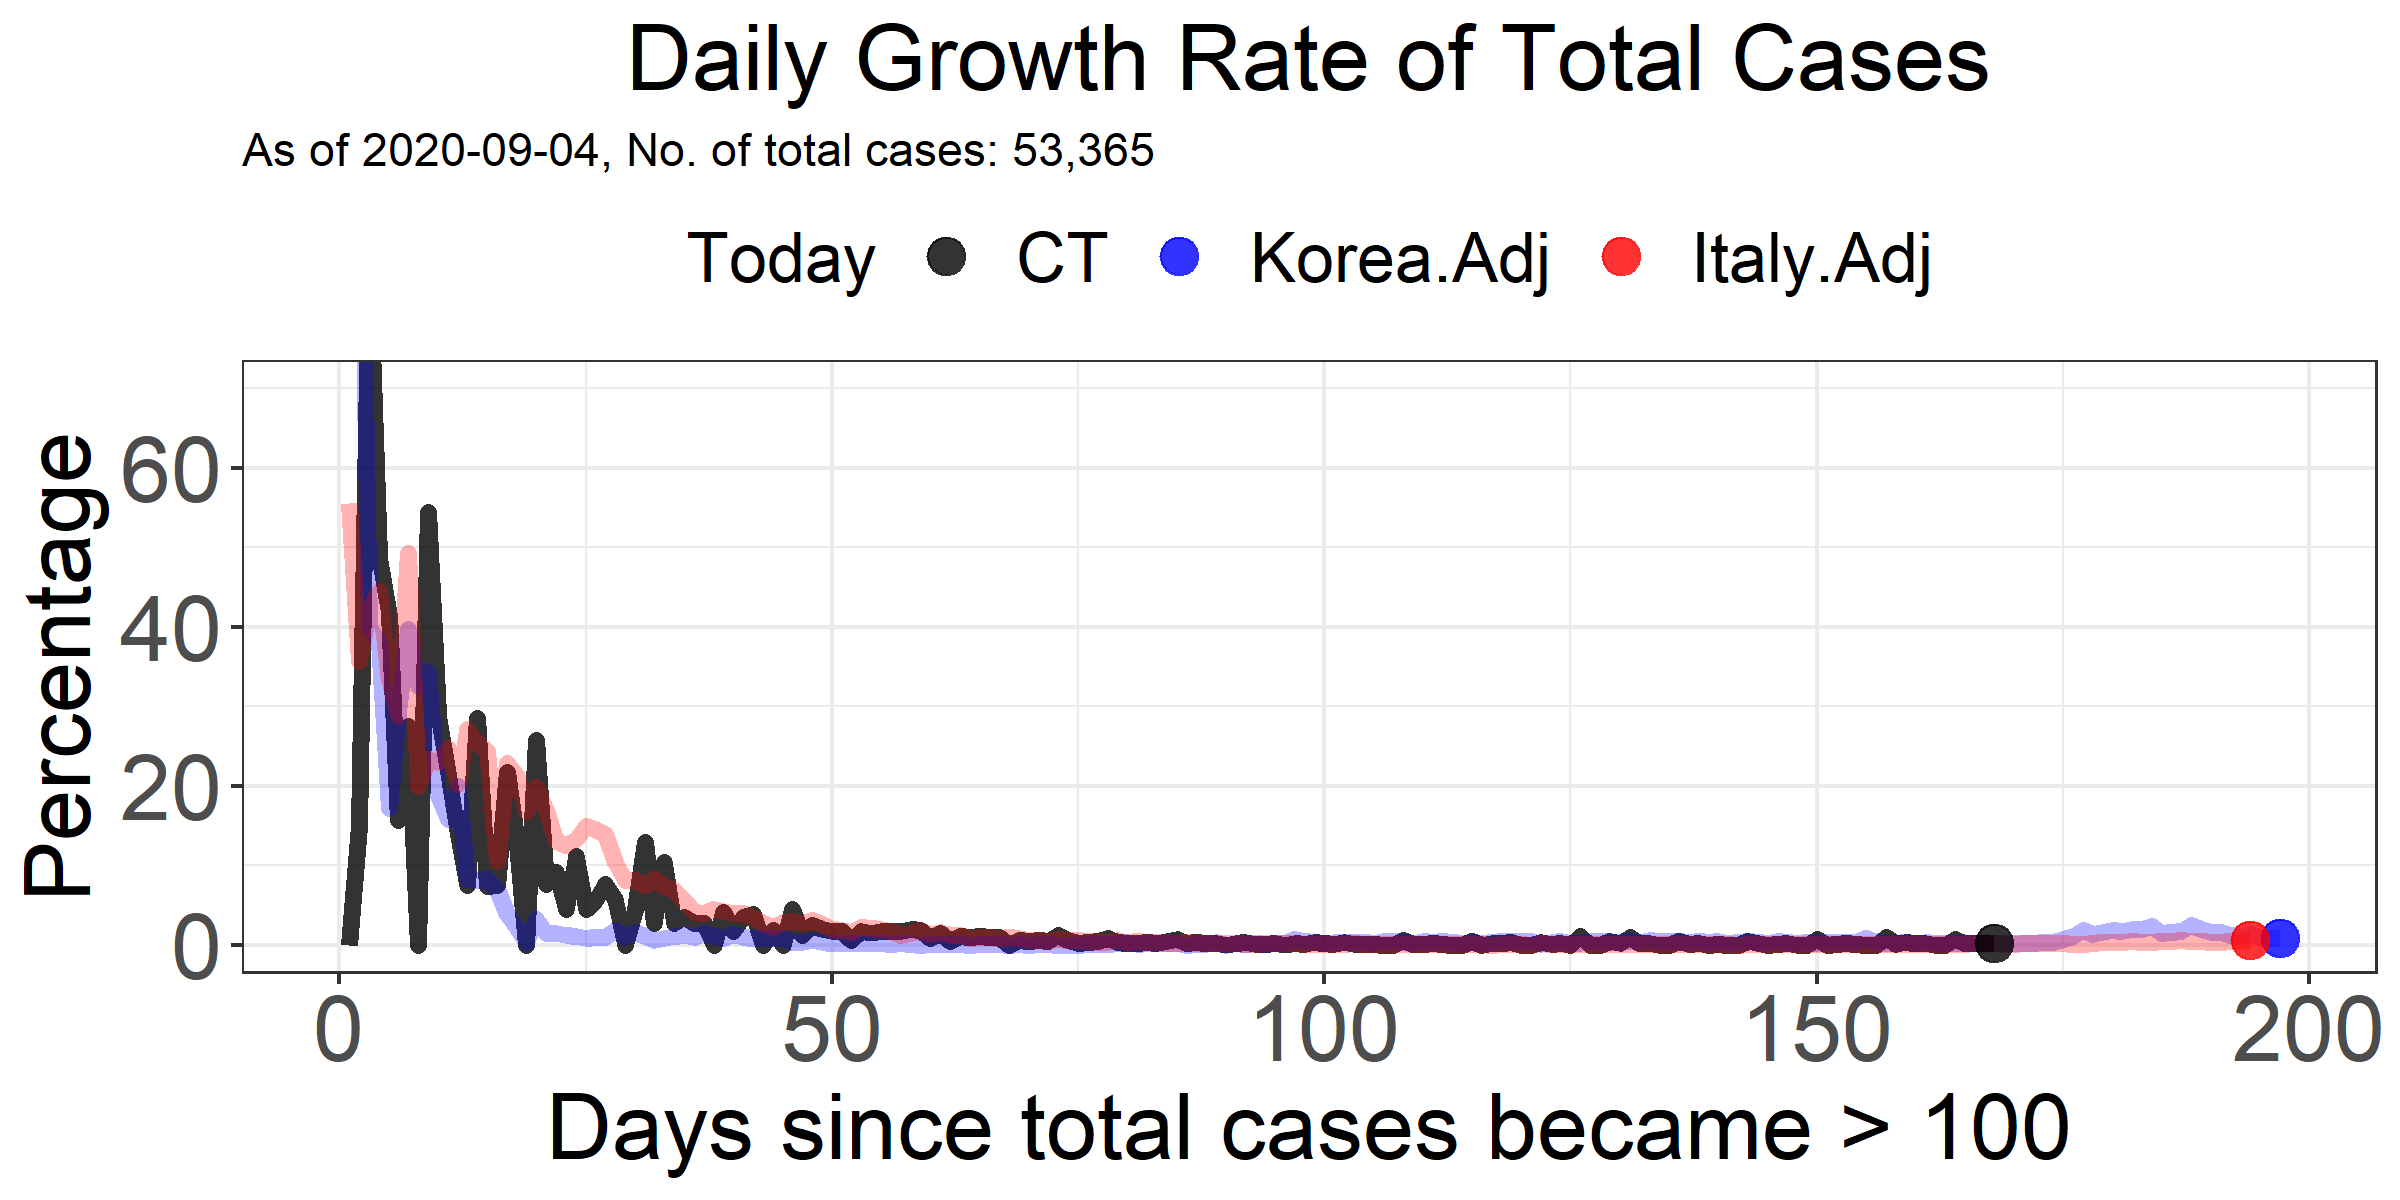 Daily Growth Rate of Total Cases
As of 2020-09-04, No. of total cases: 53,365
Today CT Korea.Adj Italy.Adj
Percentage
60
40
20
0
0 50 100 150 200
Days since total cases became > 100